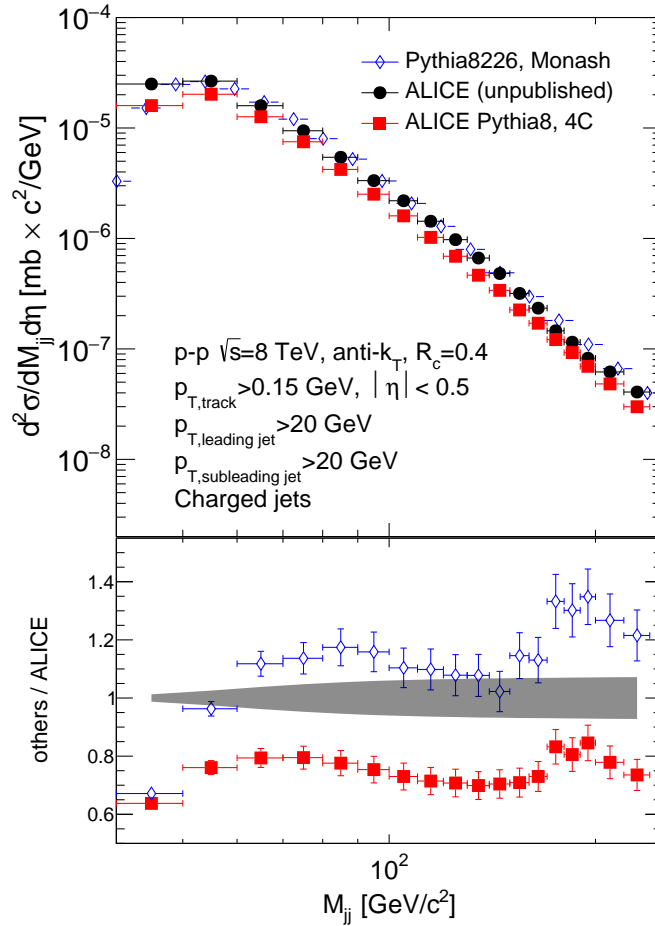 10⁻⁴
Pythia8226, Monash
ALICE (unpublished)
ALICE Pythia8, 4C
10⁻⁵
10⁻⁶
10⁻⁷
10⁻⁸
d²σ/dM_jj dη [mb × c²/GeV]
p-p √s=8 TeV, anti-k_T, R_c=0.4
p_T,track>0.15 GeV, |η|< 0.5
p_T,leading jet>20 GeV
p_T,subleading jet>20 GeV
Charged jets
1.4
1.2
1
0.8
0.6
others / ALICE
10²
M_jj [GeV/c²]